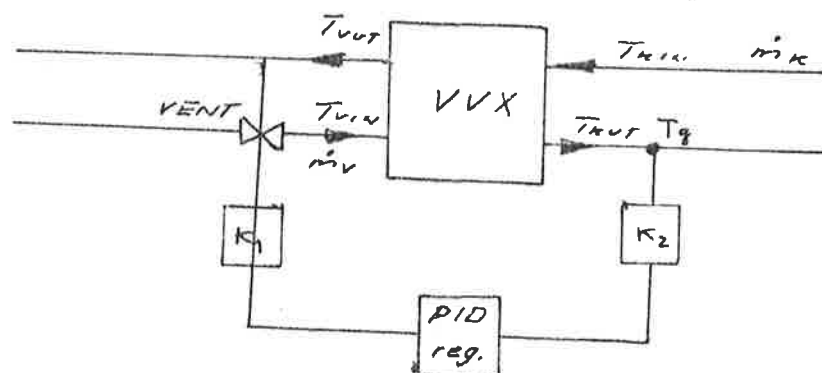 TVUT
TKIN
ṁK
VENT
TVIN
VVX
TKUT
Tg
ṁV
K1
K2
PID
reg.